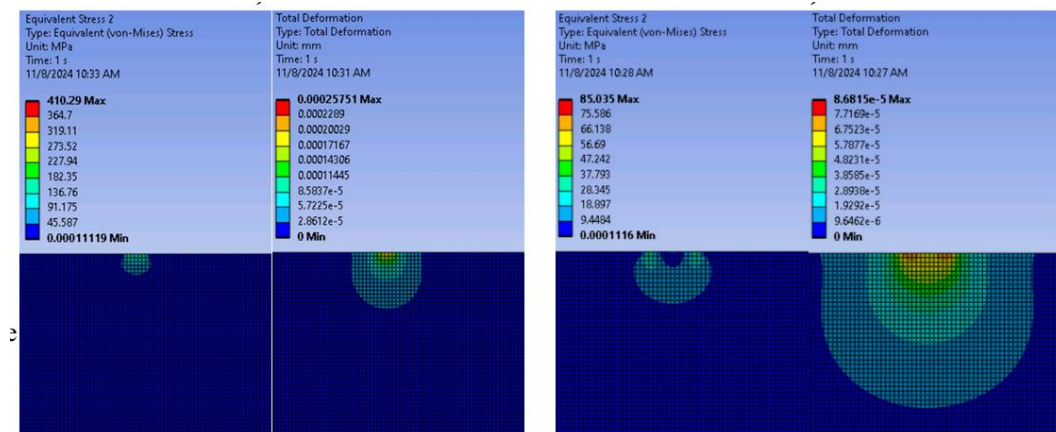 Equivalent Stress 2
Type: Equivalent (von-Mises) Stress
Unit: MPa
Time: 1 s
11/8/2024 10:33 AM
410.29 Max
364.7
319.11
273.52
227.94
182.35
136.76
91.175
45.587
0.00011119 Min
Total Deformation
Type: Total Deformation
Unit: mm
Time: 1 s
11/8/2024 10:31 AM
0.00025751 Max
0.0002289
0.00020029
0.00017167
0.00014306
0.00011445
8.5837e-5
5.7225e-5
2.8612e-5
0 Min
Equivalent Stress 2
Type: Equivalent (von-Mises) Stress
Unit: MPa
Time: 1 s
11/8/2024 10:28 AM
85.035 Max
75.586
66.138
56.69
47.242
37.793
28.345
18.897
9.4484
0.0001116 Min
Total Deformation
Type: Total Deformation
Unit: mm
Time: 1 s
11/8/2024 10:27 AM
8.6815e-5 Max
7.7169e-5
6.7523e-5
5.7877e-5
4.8231e-5
3.8585e-5
2.8938e-5
1.9292e-5
9.6462e-6
0 Min
e